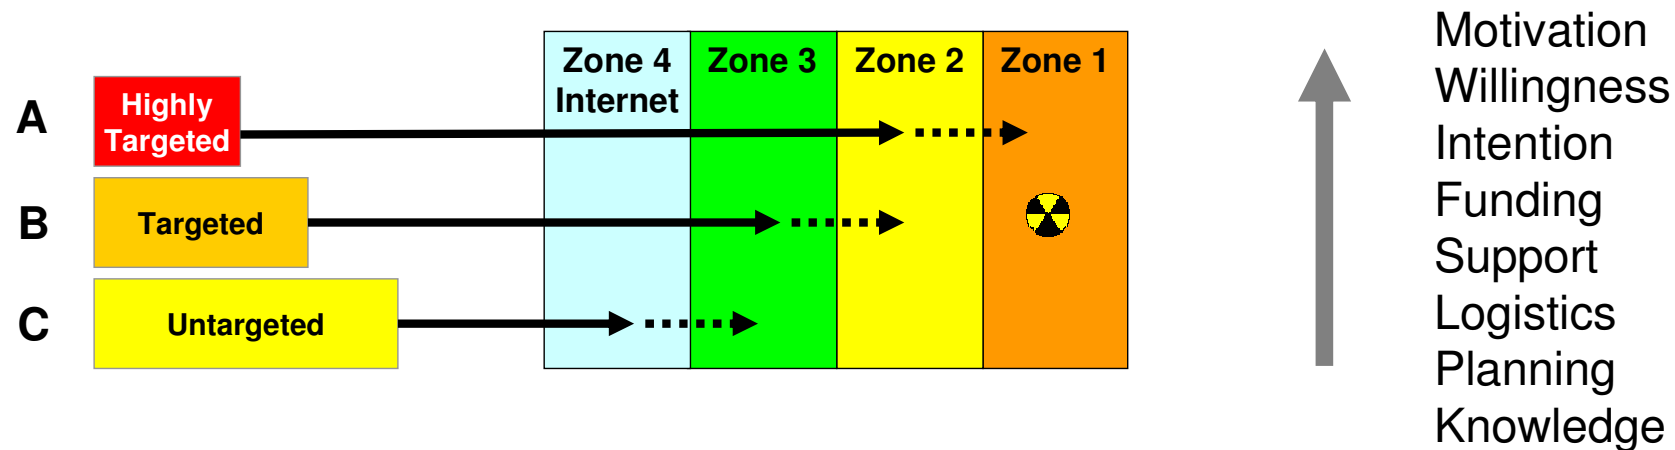 A
Highly
Targeted
B
Targeted
C
Untargeted
Zone 4
Internet
Zone 3
Zone 2
Zone 1
Motivation
Willingness
Intention
Funding
Support
Logistics
Planning
Knowledge